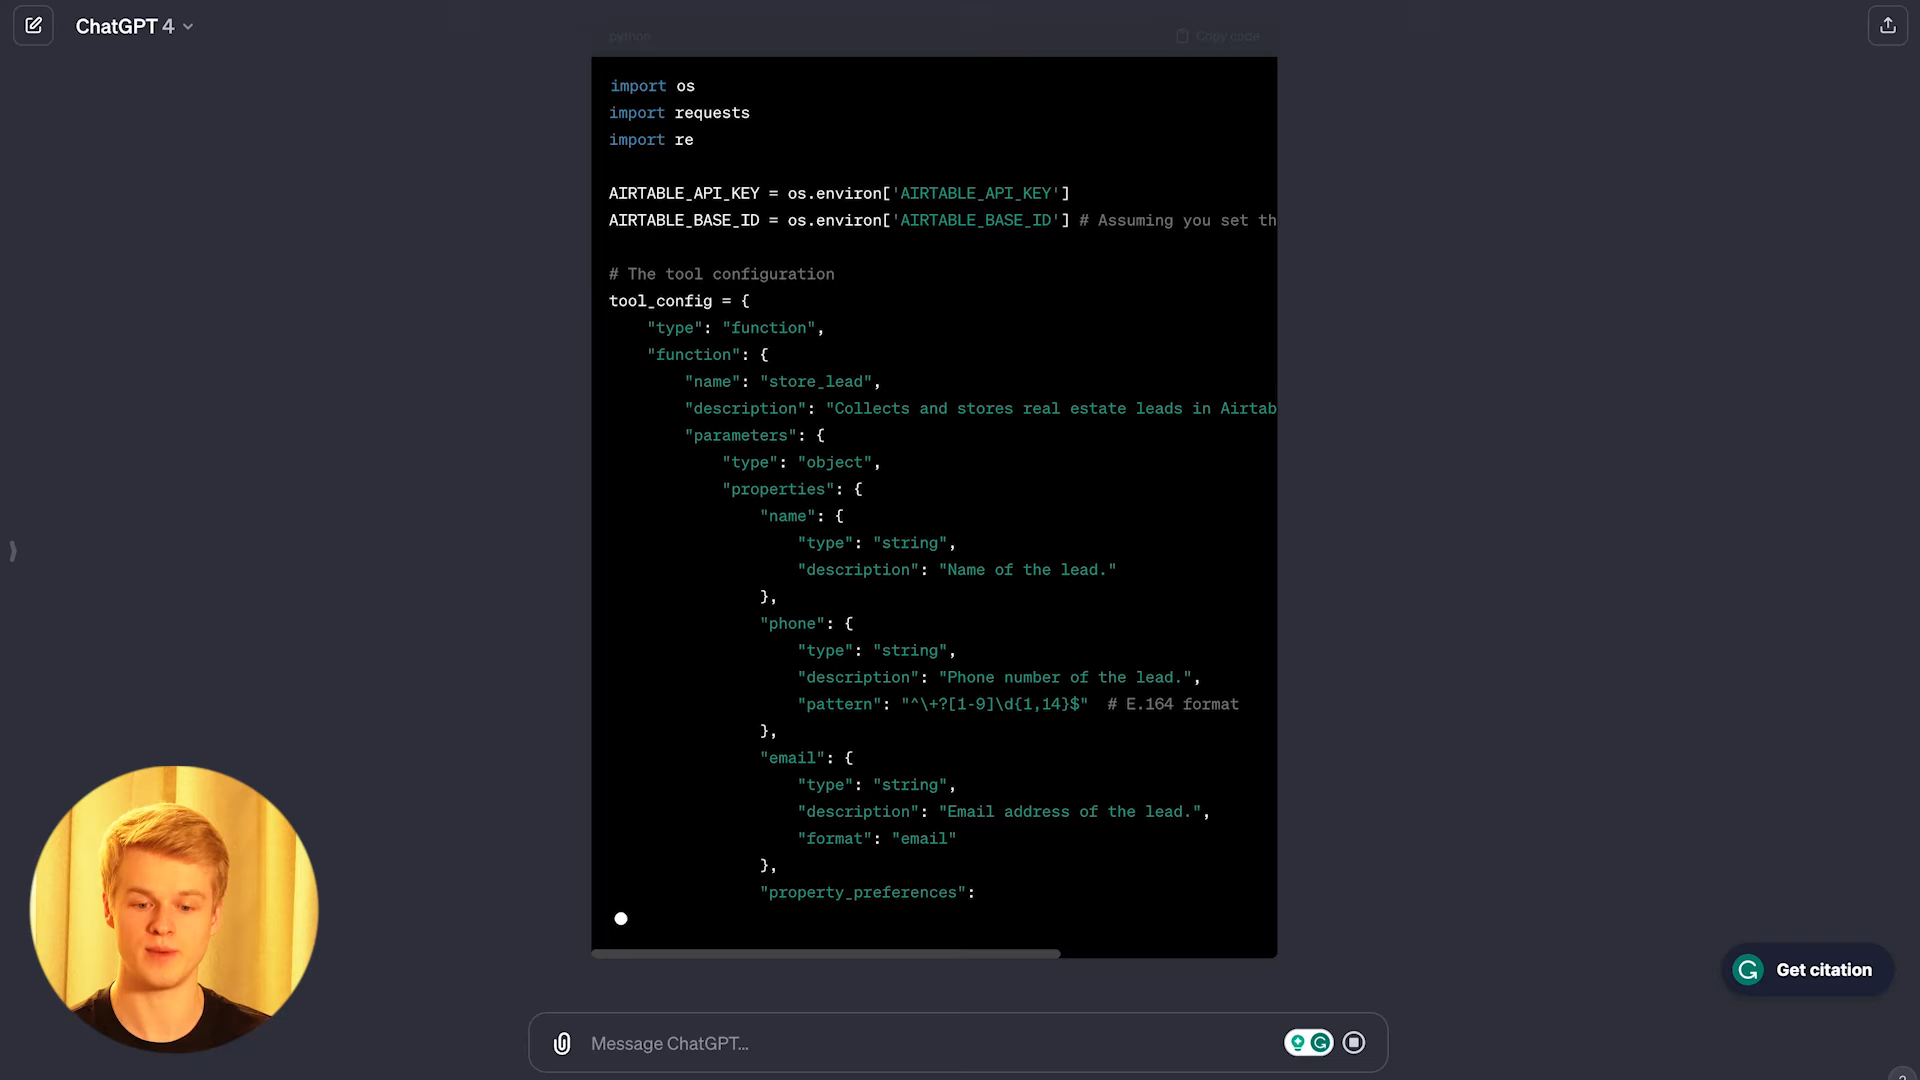 ChatGPT 4
python
Copy code
import os
import requests
import re
AIRTABLE_API_KEY = os.environ['AIRTABLE_API_KEY']
AIRTABLE_BASE_ID = os.environ['AIRTABLE_BASE_ID'] # Assuming you set th
# The tool configuration
tool_config = {
"type": "function",
"function": {
"name": "store_lead",
"description": "Collects and stores real estate leads in Airtab
"parameters": {
"type": "object",
"properties": {
"name": {
"type": "string",
"description": "Name of the lead."
},
"phone": {
"type": "string",
"description": "Phone number of the lead.",
"pattern": "^\+?[1-9]\d{1,14}$" # E.164 format
},
"email": {
"type": "string",
"description": "Email address of the lead.",
"format": "email"
},
"property_preferences":
Get citation
Message ChatGPT...